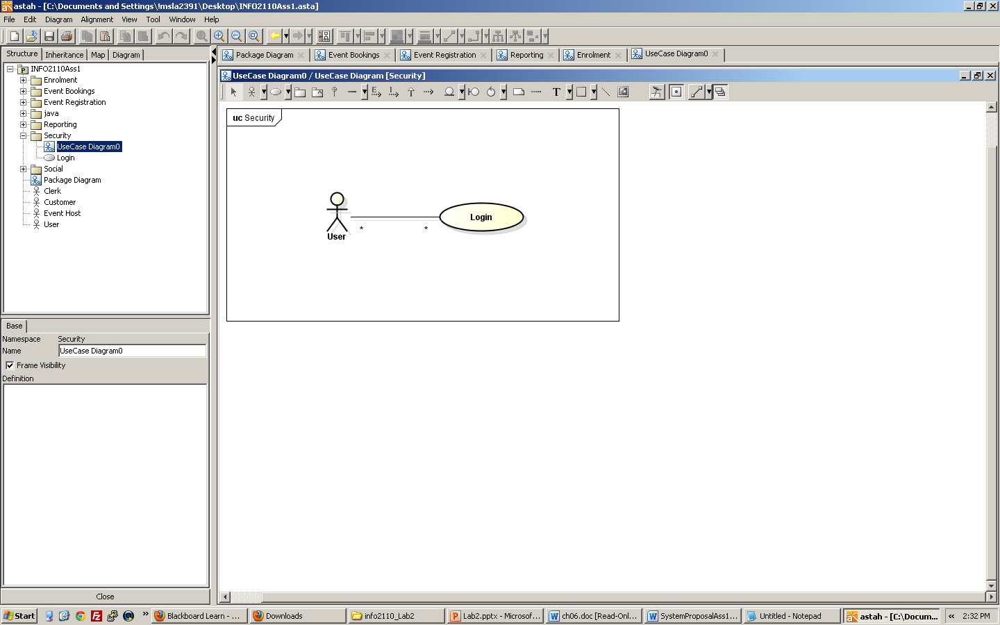 astah - [C:\Documents and Settings\!msla2391\Desktop\INFO2110Ass1.asta]
File Edit Diagram Alignment View Tool Window Help
Structure Inheritance Map Diagram
INFO2110Ass1
Enrolment
Event Bookings
Event Registration
java
Reporting
Security
UseCase Diagram0
Login
Social
Package Diagram
Clerk
Customer
Event Host
User
Base
Namespace Security
Name UseCase Diagram0
Frame Visibility
Definition
Close
Package Diagram Event Bookings Event Registration Reporting Enrolment UseCase Diagram0
UseCase Diagram0 / UseCase Diagram [Security]
T
uc Security
Login
* *
User
Start Blackboard Learn - ... Downloads info2110_Lab2 Lab2.pptx - Microsof... ch06.doc [Read-Onl... SystemProposalAss1... Untitled - Notepad astah - [C:\Docum... 2:32 PM